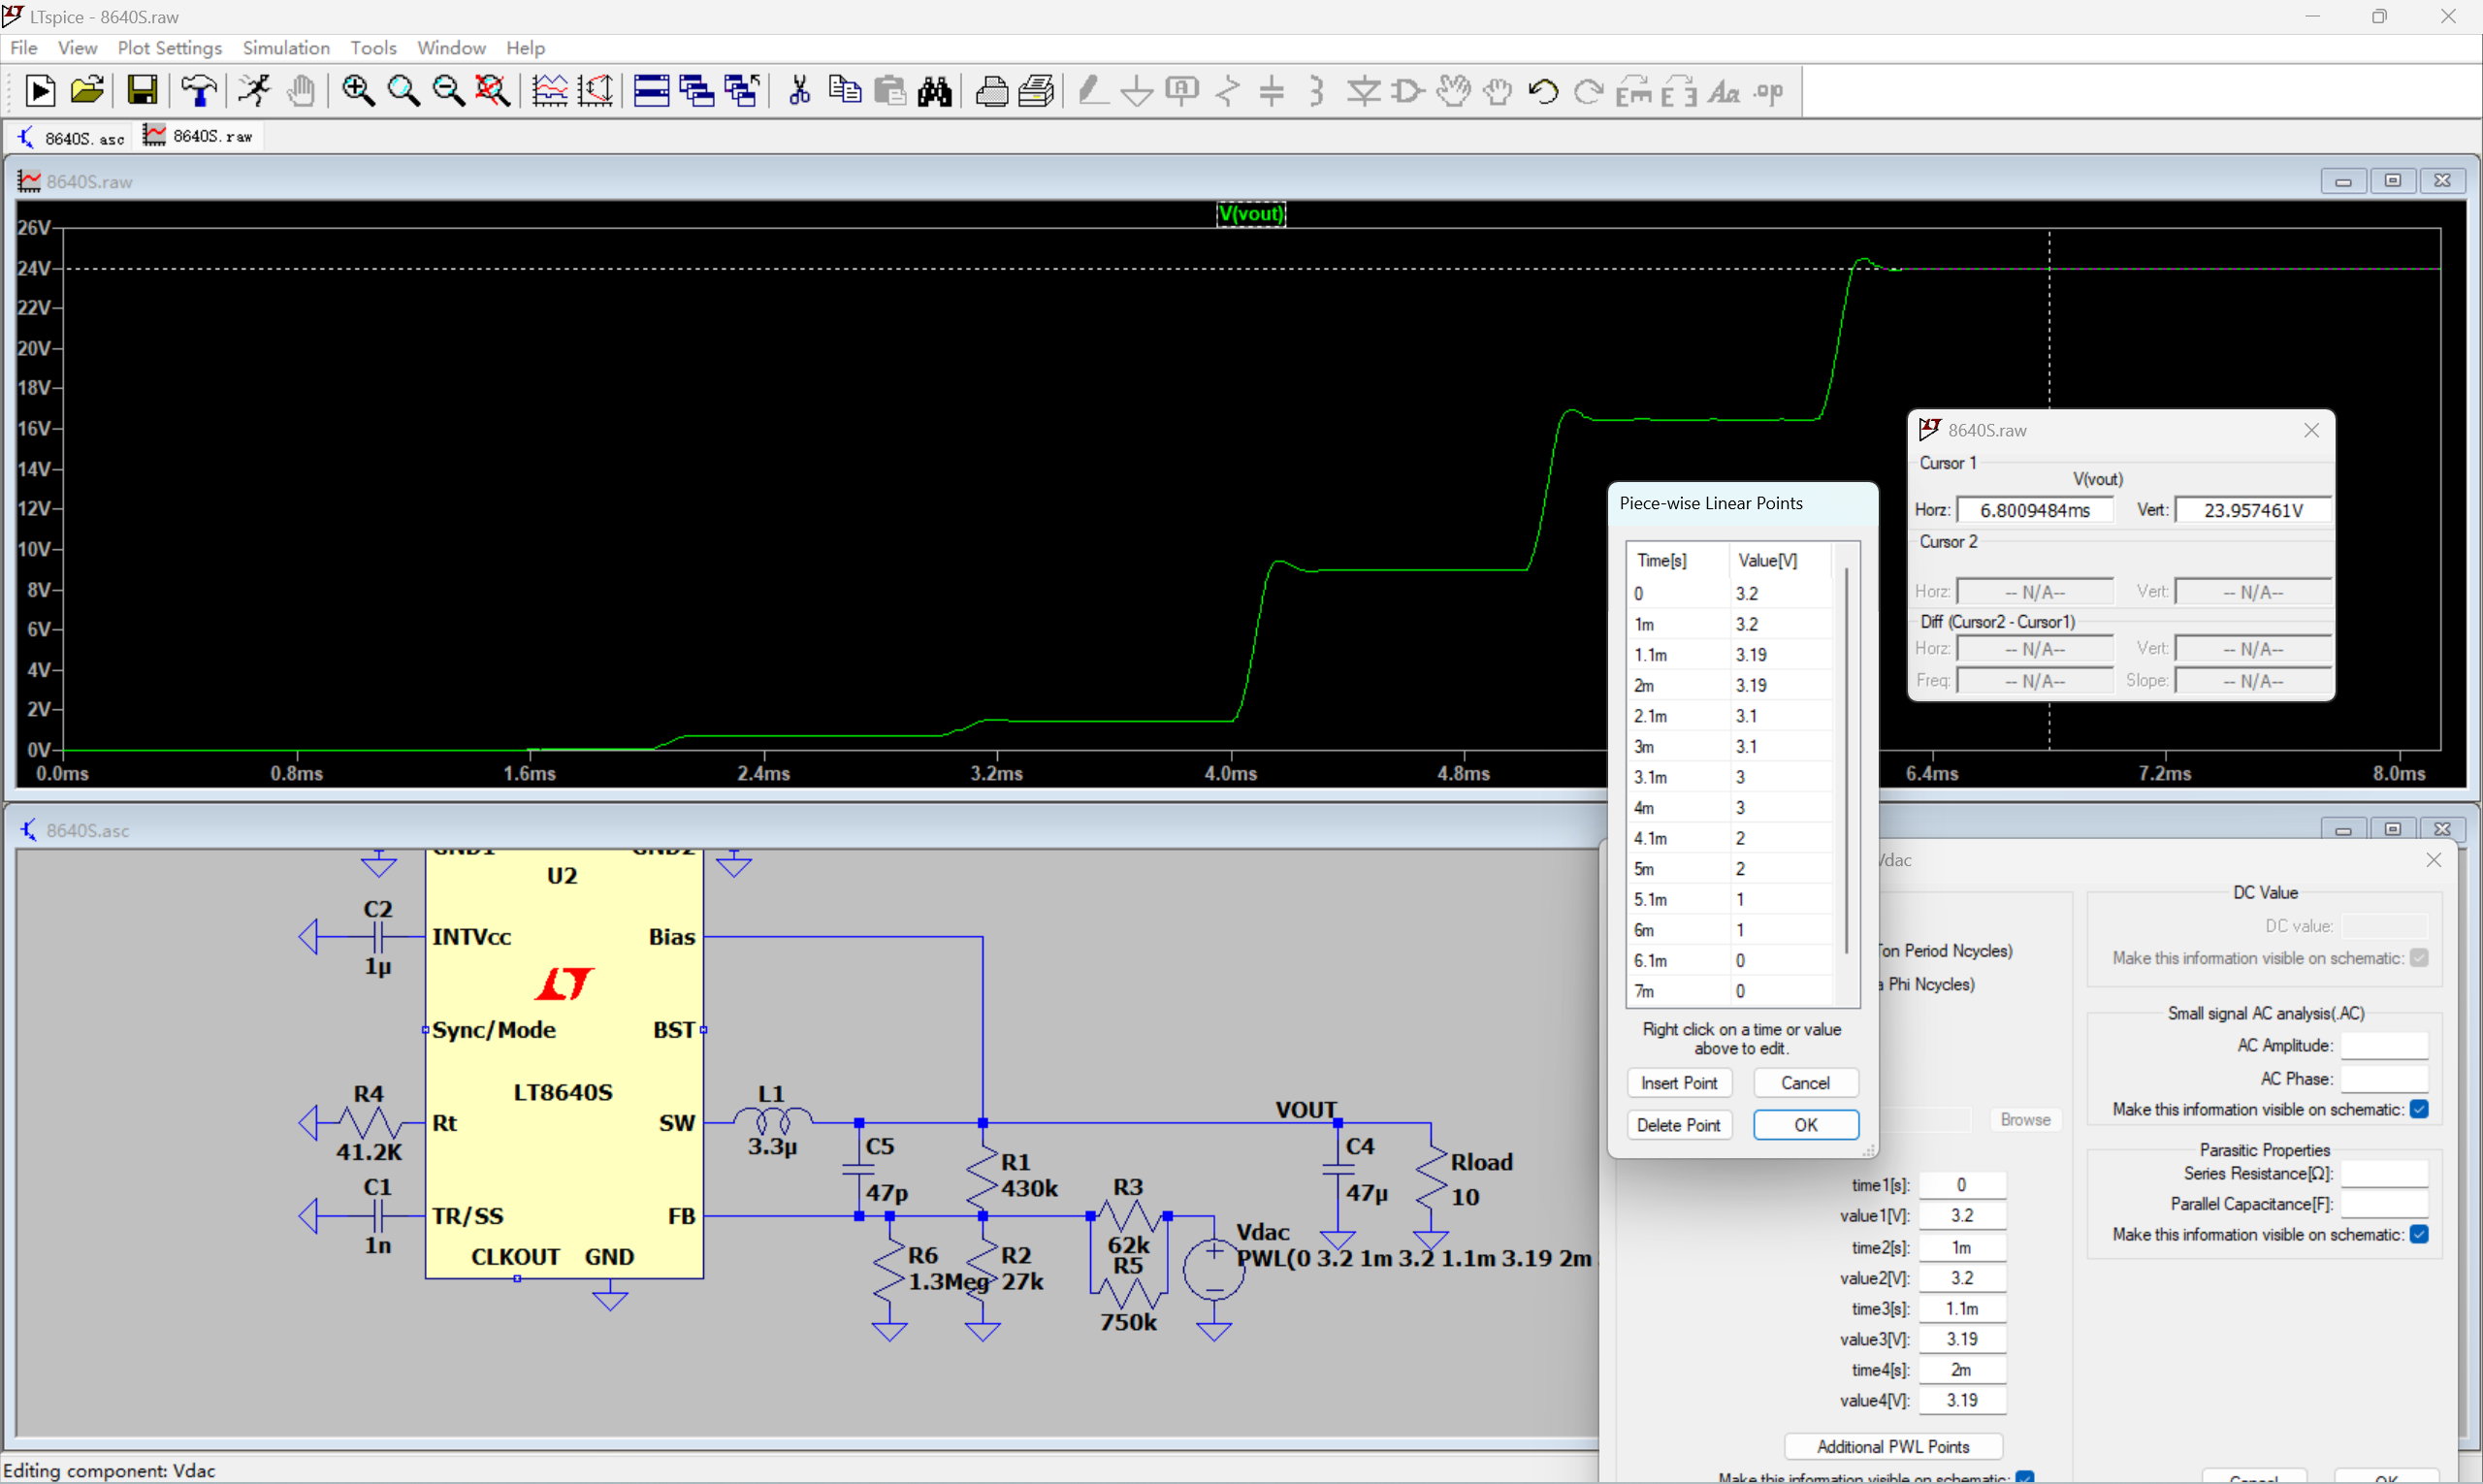 LTspice - 8640S.raw
File View Plot Settings Simulation Tools Window Help
8640S.asc 8640S.raw
8640S.raw
V(vout)
26V
24V
22V
20V
18V
16V
14V
12V
10V
8V
6V
4V
2V
0V
0.0ms 0.8ms 1.6ms 2.4ms 3.2ms 4.0ms 4.8ms 6.4ms 7.2ms 8.0ms
8640S.raw
Cursor 1
V(vout)
Horz: 6.8009484ms Vert: 23.957461V
Cursor 2
Horz: -- N/A-- Vert: -- N/A--
Diff (Cursor2 - Cursor1)
Horz: -- N/A-- Vert: -- N/A--
Freq: -- N/A-- Slope: -- N/A--
Piece-wise Linear Points
Time[s] Value[V]
0 3.2
1m 3.2
1.1m 3.19
2m 3.19
2.1m 3.1
3m 3.1
3.1m 3
4m 3
4.1m 2
5m 2
5.1m 1
6m 1
6.1m 0
7m 0
Right click on a time or value
above to edit.
Insert Point Cancel
Delete Point OK
8640S.asc
GND1 GND2
U2
C2
1µ
INTVcc Bias
Sync/Mode BST
LT8640S
R4
41.2K
Rt SW
L1
3.3µ
C1
1n
TR/SS FB
CLKOUT GND
C5
47p
R1
430k
R6
1.3Meg
R2
27k
R3
62k
R5
750k
VOUT
C4
47µ
Rload
10
Vdac
PWL(0 3.2 1m 3.2 1.1m 3.19 2m
Vdac
Ton Period Ncycles)
a Phi Ncycles)
Browse
time1[s]: 0
value1[V]: 3.2
time2[s]: 1m
value2[V]: 3.2
time3[s]: 1.1m
value3[V]: 3.19
time4[s]: 2m
value4[V]: 3.19
Additional PWL Points
Make this information visible on schematic:
DC Value
DC value:
Make this information visible on schematic:
Small signal AC analysis(.AC)
AC Amplitude:
AC Phase:
Make this information visible on schematic:
Parasitic Properties
Series Resistance[Ω]:
Parallel Capacitance[F]:
Make this information visible on schematic:
Cancel OK
Editing component: Vdac